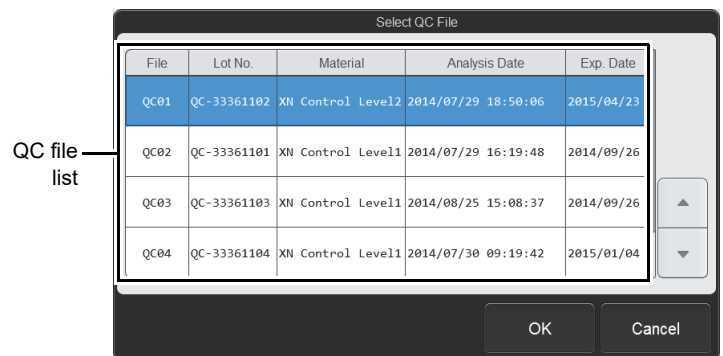 Select QC File
File Lot No. Material Analysis Date Exp. Date
QC01 QC-33361102 XN Control Level2 2014/07/29 18:50:06 2015/04/23
QC02 QC-33361101 XN Control Level1 2014/07/29 16:19:48 2014/09/26
QC03 QC-33361103 XN Control Level1 2014/08/25 15:08:37 2014/09/26
QC04 QC-33361104 XN Control Level1 2014/07/30 09:19:42 2015/01/04
QC file
list
OK Cancel